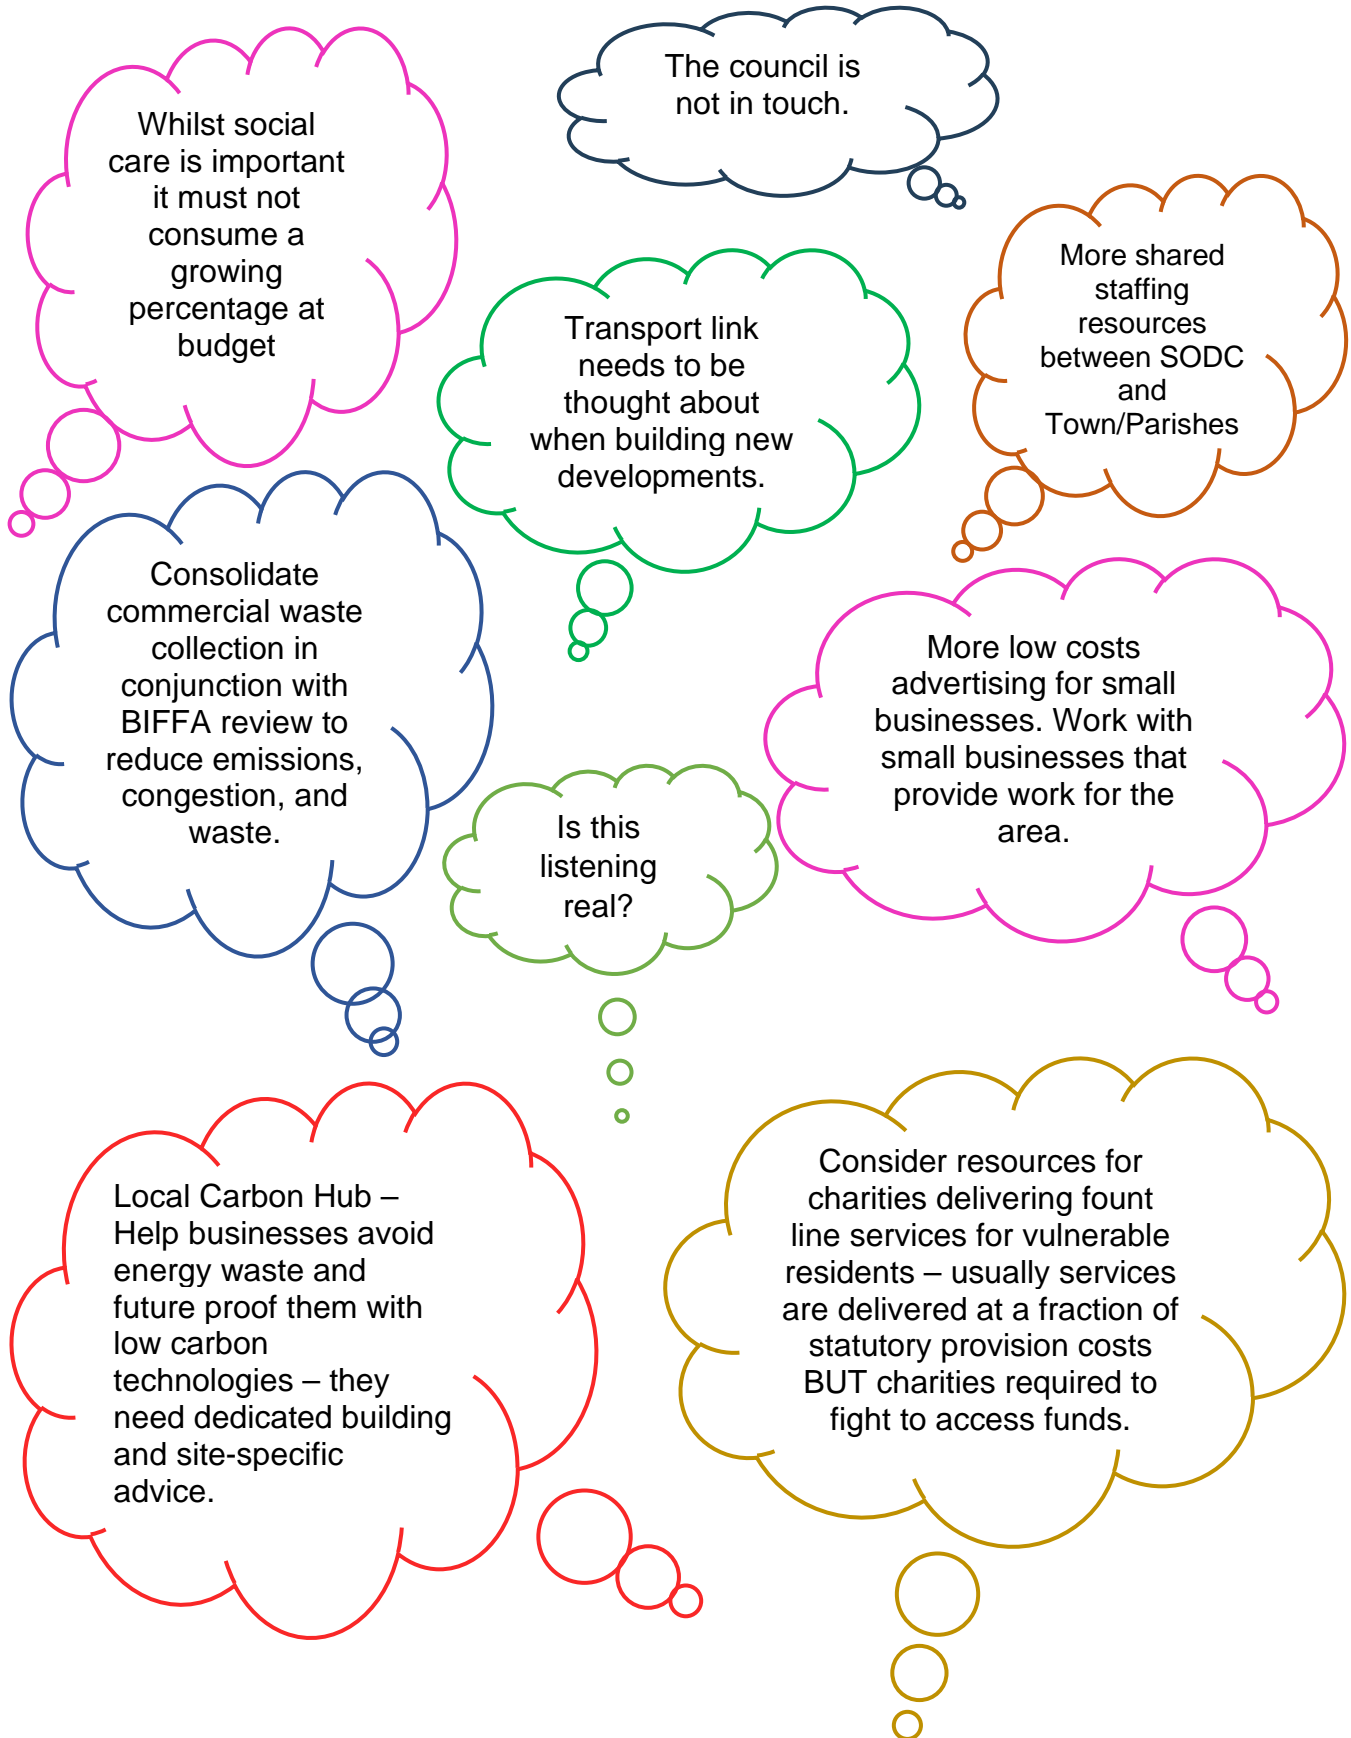 The council is
not in touch.
Whilst social
care is important
it must not
consume a
growing
percentage at
budget
More shared
staffing
resources
between SODC
and
Town/Parishes
Transport link
needs to be
thought about
when building new
developments.
Consolidate
commercial waste
collection in
conjunction with
BIFFA review to
reduce emissions,
congestion, and
waste.
More low costs
advertising for small
businesses. Work with
small businesses that
provide work for the
area.
Is this
listening
real?
Local Carbon Hub –
Help businesses avoid
energy waste and
future proof them with
low carbon
technologies – they
need dedicated building
and site-specific
advice.
Consider resources for
charities delivering fount
line services for vulnerable
residents – usually services
are delivered at a fraction of
statutory provision costs
BUT charities required to
fight to access funds.